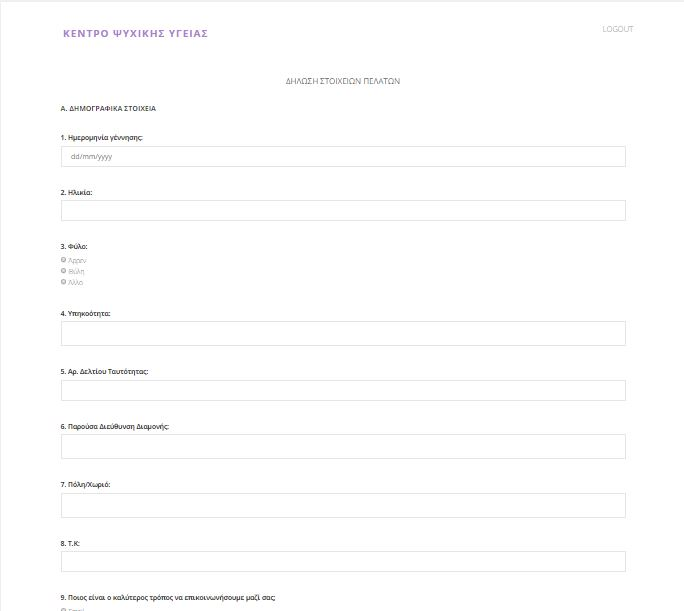 ΚΕΝΤΡΟ ΨΥΧΙΚΗΣ ΥΓΕΙΑΣ
LOGOUT
ΔΗΛΩΣΗ ΣΤΟΙΧΕΙΩΝ ΠΕΛΑΤΩΝ
Α. ΔΗΜΟΓΡΑΦΙΚΑ ΣΤΟΙΧΕΙΑ
1. Ημερομηνία γέννησης:
dd/mm/yyyy
2. Ηλικία:
3. Φύλο:
Άρρεν
Θύλη
Άλλο
4. Υπηκοότητα:
5. Αρ. Δελτίου Ταυτότητας:
6. Παρούσα Διεύθυνση Διαμονής:
7. Πόλη/Χωριό:
8. Τ.Κ:
9. Ποιος είναι ο καλύτερος τρόπος να επικοινωνήσουμε μαζί σας;